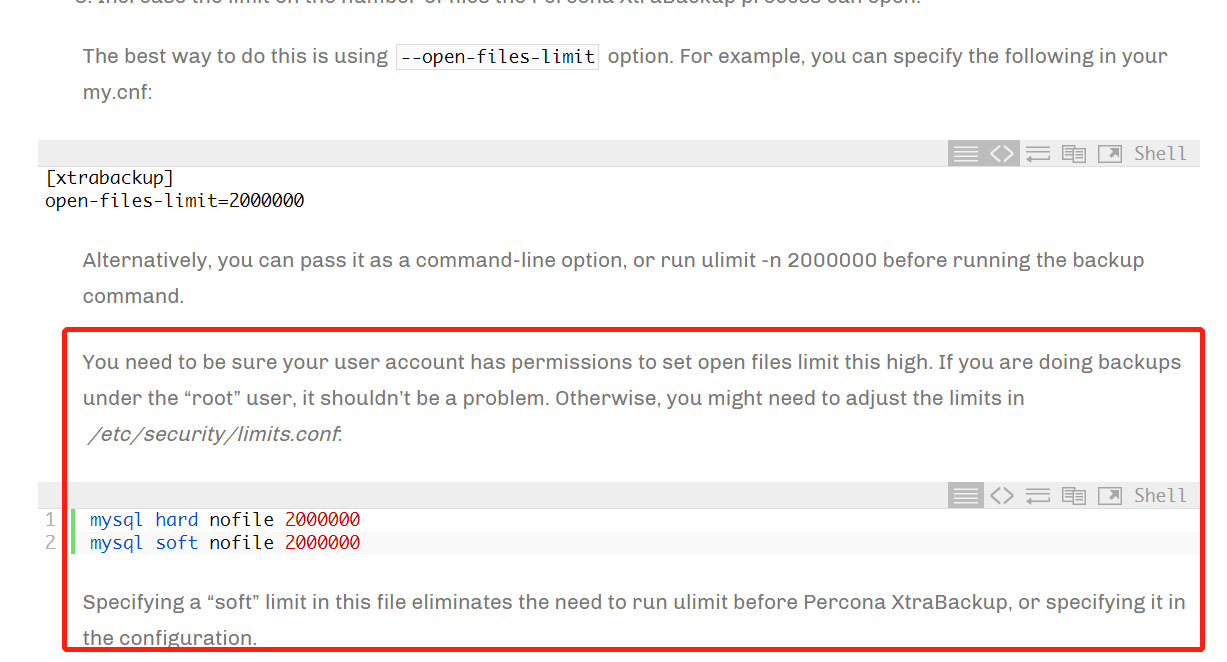 3. Increase the limit on the number of files the Percona XtraBackup process can open.
The best way to do this is using --open-files-limit option. For example, you can specify the following in your
my.cnf:
Shell
[xtrabackup]
open-files-limit=2000000
Alternatively, you can pass it as a command-line option, or run ulimit -n 2000000 before running the backup
command.
You need to be sure your user account has permissions to set open files limit this high. If you are doing backups
under the “root” user, it shouldn’t be a problem. Otherwise, you might need to adjust the limits in
/etc/security/limits.conf:
Shell
1 mysql hard nofile 2000000
2 mysql soft nofile 2000000
Specifying a “soft” limit in this file eliminates the need to run ulimit before Percona XtraBackup, or specifying it in
the configuration.